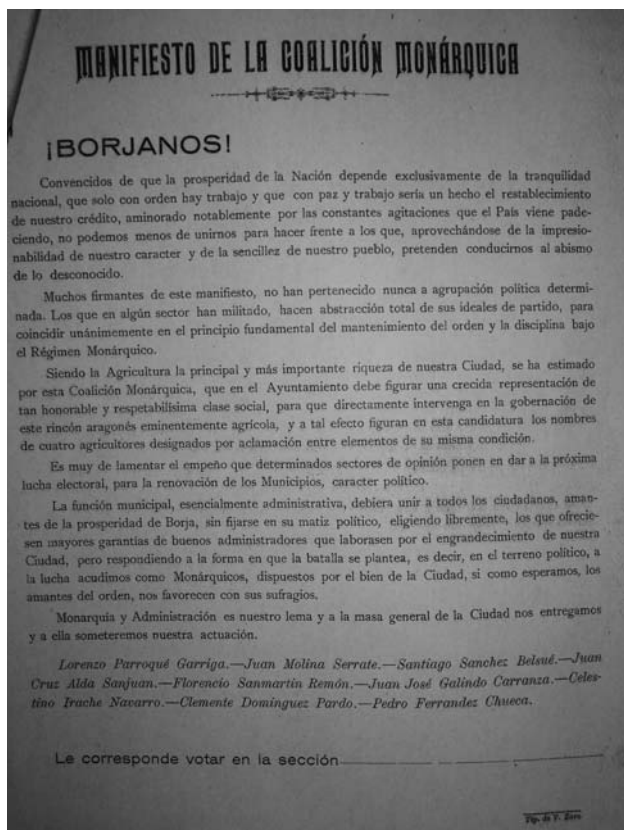 MANIFIESTO DE LA COALICIÓN MONÁRQUICA
¡BORJANOS!
Convencidos de que la prosperidad de la Nación depende exclusivamente de la tranquilidad
nacional, que solo con orden hay trabajo y que con paz y trabajo sería un hecho el restablecimiento
de nuestro crédito, aminorado notablemente por las constantes agitaciones que el País viene pade-
ciendo, no podemos menos de unirnos para hacer frente a los que, aprovechándose de la impresio-
nabilidad de nuestro caracter y de la sencillez de nuestro pueblo, pretenden conducirnos al abismo
de lo desconocido.
Muchos firmantes de este manifiesto, no han pertenecido nunca a agrupación política determi-
nada. Los que en algún sector han militado, hacen abstracción total de sus ideales de partido, para
coincidir unánimemente en el principio fundamental del mantenimiento del orden y la disciplina bajo
el Régimen Monárquico.
Siendo la Agricultura la principal y más importante riqueza de nuestra Ciudad, se ha estimado
por esta Coalición Monárquica, que en el Ayuntamiento debe figurar una crecida representación de
tan honorable y respetabilísima clase social, para que directamente intervenga en la gobernación de
este rincón aragonés eminentemente agrícola, y a tal efecto figuran en esta candidatura los nombres
de cuatro agricultores designados por aclamación entre elementos de su misma condición.
Es muy de lamentar el empeño que determinados sectores de opinión ponen en dar a la próxima
lucha electoral, para la renovación de los Municipios, caracter político.
La función municipal, esencialmente administrativa, debiera unir a todos los ciudadanos, aman-
tes de la prosperidad de Borja, sin fijarse en su matiz político, eligiendo libremente, los que ofrecie-
sen mayores garantías de buenos administradores que laborasen por el engrandecimiento de nuestra
Ciudad, pero respondiendo a la forma en que la batalla se plantea, es decir, en el terreno político, a
la lucha acudimos como Monárquicos, dispuestos por el bien de la Ciudad, si como esperamos, los
amantes del orden, nos favorecen con sus sufragios.
Monarquía y Administración es nuestro lema y a la masa general de la Ciudad nos entregamos
y a ella someteremos nuestra actuación.
Lorenzo Parroqué Garriga.—Juan Molina Serrate.—Santiago Sanchez Belsué.—Juan
Cruz Alda Sanjuan.—Florencio Sanmartín Remón.—Juan José Galindo Carranza.—Celes-
tino Irache Navarro.—Clemente Domínguez Pardo.—Pedro Ferrandez Chueca.
Le corresponde votar en la sección
Tip. de